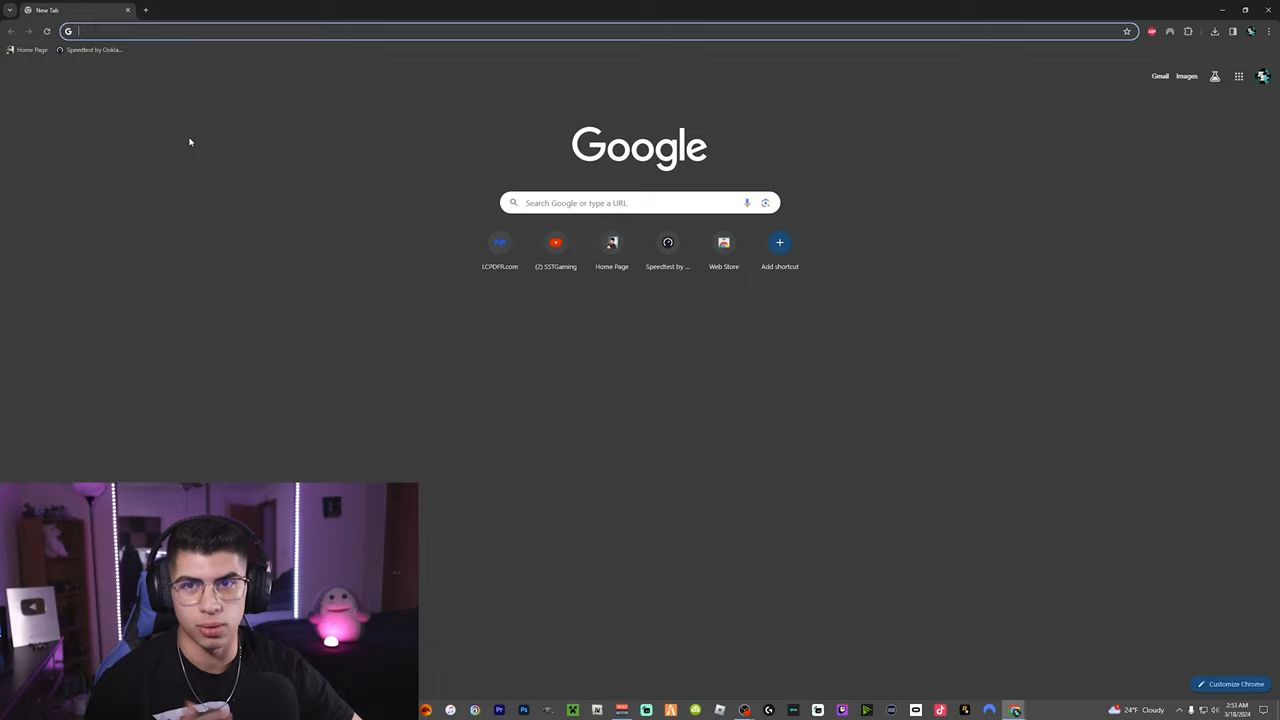 New Tab
Home Page Speedtest by Ookla...
Gmail Images
Google
Search Google or type a URL
LCPDFR.com (2) SSTGaming Home Page Speedtest by ... Web Store Add shortcut
Customize Chrome
24°F Cloudy 2:53 AM
3/18/2024